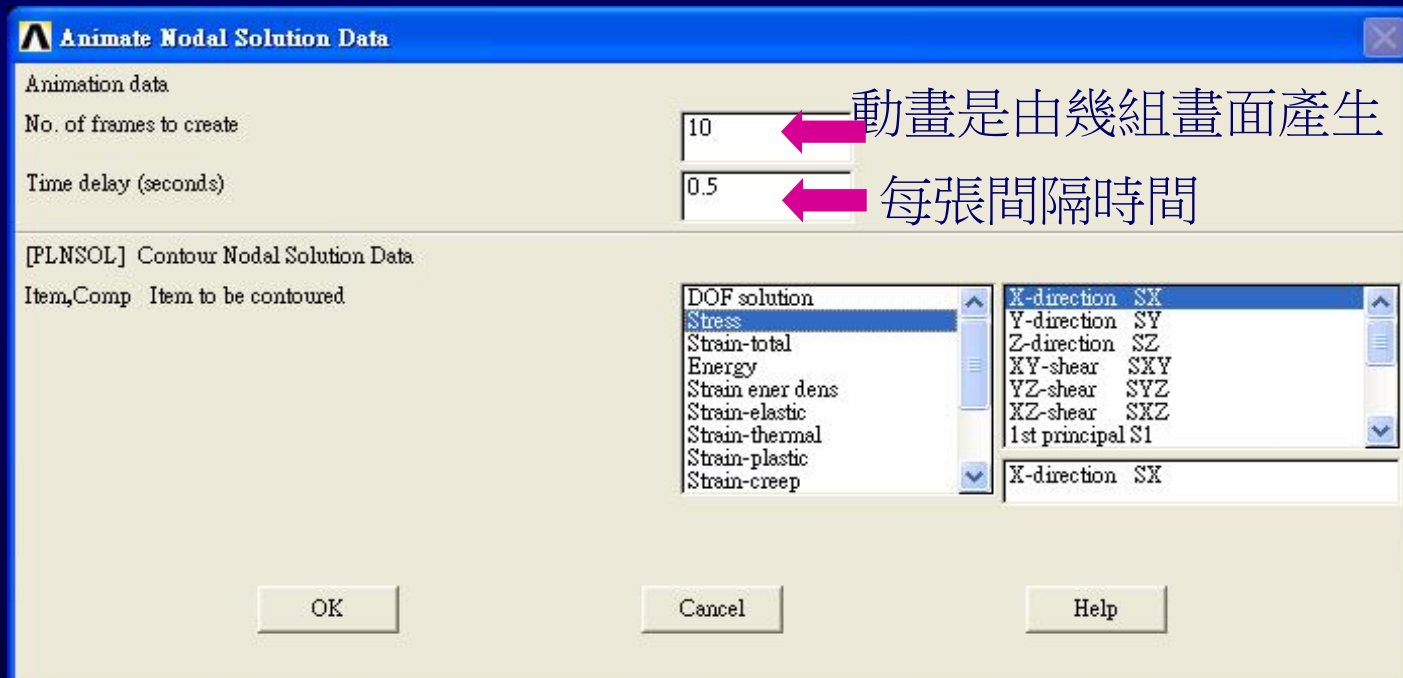 Animate Nodal Solution Data
Animation data
No. of frames to create
10
動畫是由幾組畫面產生
Time delay (seconds)
0.5
每張間隔時間
[PLNSOL] Contour Nodal Solution Data
Item,Comp Item to be contoured
DOF solution
Stress
Strain-total
Energy
Strain ener dens
Strain-elastic
Strain-thermal
Strain-plastic
Strain-creep
X-direction SX
Y-direction SY
Z-direction SZ
XY-shear SXY
YZ-shear SYZ
XZ-shear SXZ
1st principal S1
X-direction SX
OK
Cancel
Help